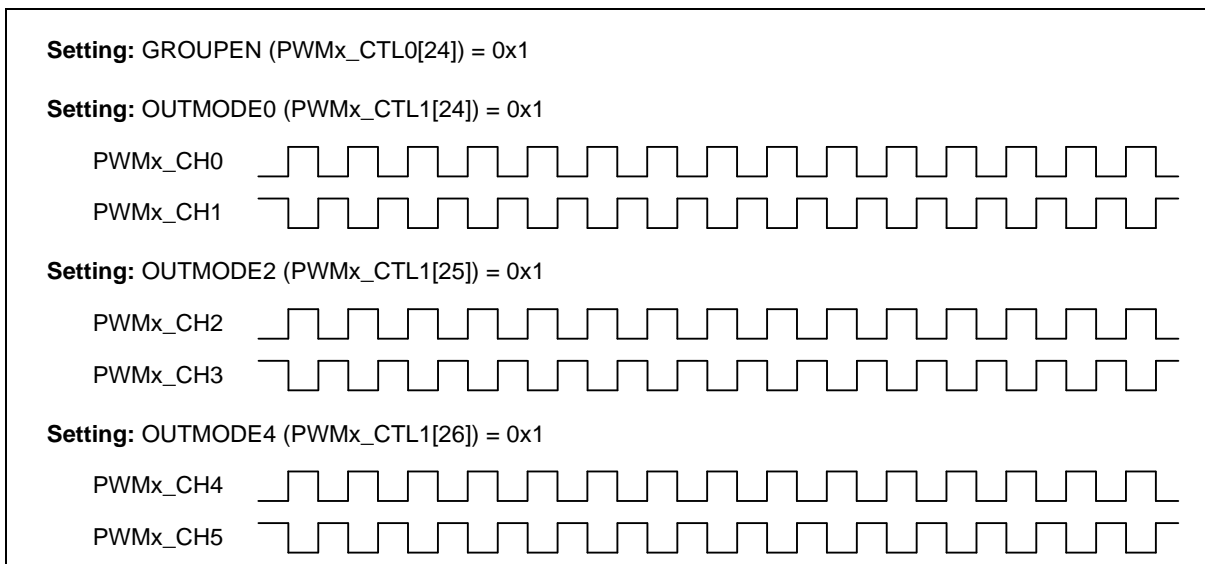 Setting: GROUPEN (PWMx_CTL0[24]) = 0x1
Setting: OUTMODE0 (PWMx_CTL1[24]) = 0x1
PWMx_CH0
PWMx_CH1
Setting: OUTMODE2 (PWMx_CTL1[25]) = 0x1
PWMx_CH2
PWMx_CH3
Setting: OUTMODE4 (PWMx_CTL1[26]) = 0x1
PWMx_CH4
PWMx_CH5